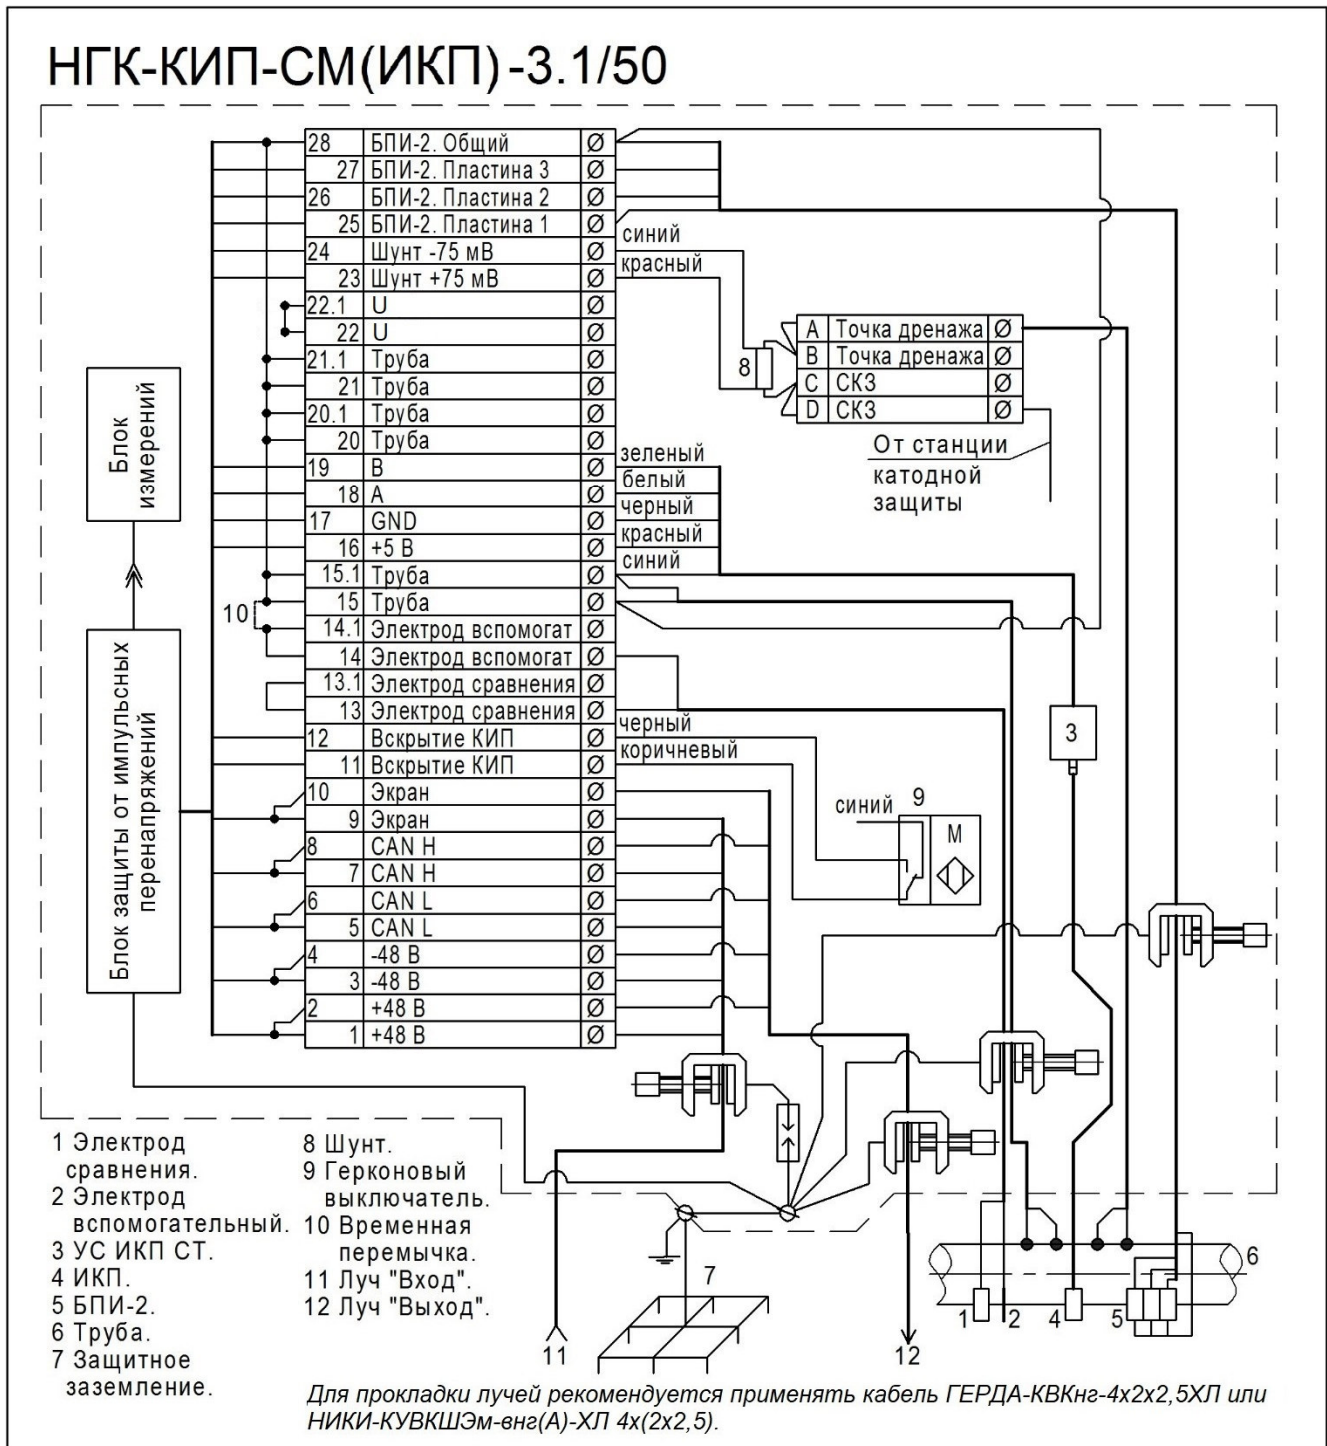 НГК-КИП-СМ(ИКП)-3.1/50
28 БПИ-2. Общий Ø
27 БПИ-2. Пластина 3 Ø
26 БПИ-2. Пластина 2 Ø
25 БПИ-2. Пластина 1 Ø
синий
24 Шунт -75 мВ Ø
красный
23 Шунт +75 мВ Ø
22.1 U Ø
22 U Ø
21.1 Труба Ø
21 Труба Ø
20.1 Труба Ø
20 Труба Ø
зеленый
19 B Ø
белый
18 A Ø
черный
17 GND Ø
красный
16 +5 В Ø
синий
15.1 Труба Ø
15 Труба Ø
14.1 Электрод вспомогат Ø
14 Электрод вспомогат Ø
13.1 Электрод сравнения Ø
13 Электрод сравнения Ø
черный
12 Вскрытие КИП Ø
коричневый
11 Вскрытие КИП Ø
10 Экран Ø
9 Экран Ø
8 CAN H Ø
7 CAN H Ø
6 CAN L Ø
5 CAN L Ø
4 -48 В Ø
3 -48 В Ø
2 +48 В Ø
1 +48 В Ø
Блок
измерений
Блок защиты от импульсных
перенапряжений
10
8
A Точка дренажа Ø
B Точка дренажа Ø
C СКЗ Ø
D СКЗ Ø
От станции
катодной
защиты
3
синий
9
M
1 Электрод
сравнения.
2 Электрод
вспомогательный.
3 УС ИКП СТ.
4 ИКП.
5 БПИ-2.
6 Труба.
7 Защитное
заземление.
8 Шунт.
9 Герконовый
выключатель.
10 Временная
перемычка.
11 Луч "Вход".
12 Луч "Выход".
11
7
12
1
2
4
5
6
Для прокладки лучей рекомендуется применять кабель ГЕРДА-КВКнг-4х2х2,5ХЛ или
НИКИ-КУВКШЭм-внг(А)-ХЛ 4х(2х2,5).